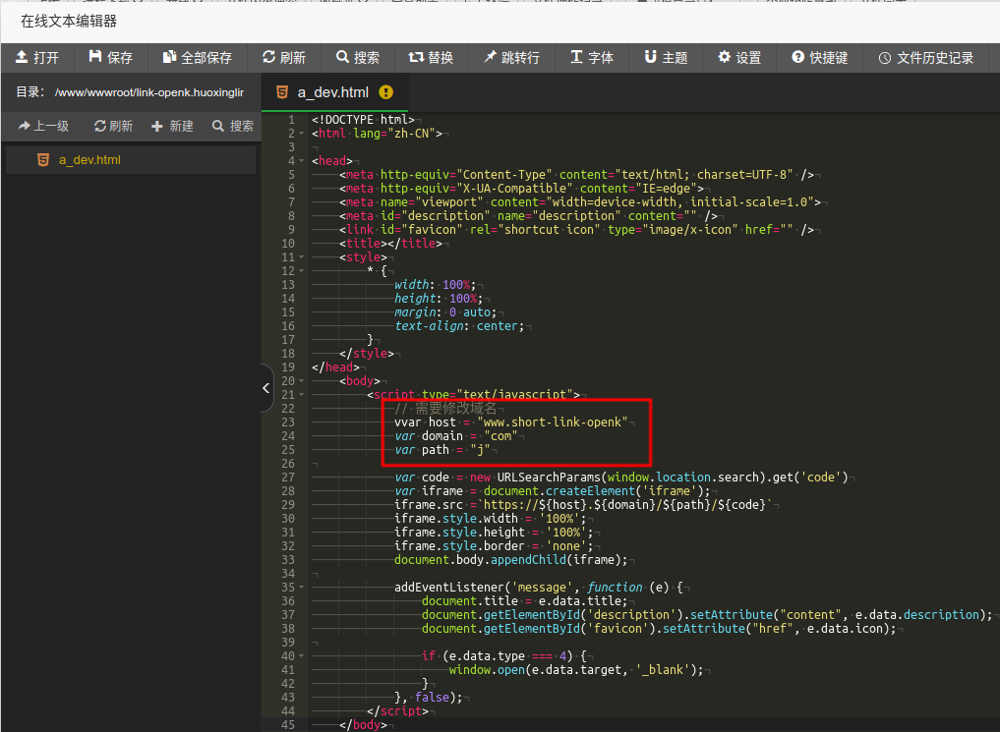 在线文本编辑器
打开 保存 全部保存 刷新 搜索 替换 跳转行 字体 主题 设置 快捷键 文件历史记录
目录： /www/wwwroot/link-openk.huoxinglir
a_dev.html
上一级 刷新 新建 搜索
a_dev.html
1 <!DOCTYPE html>
2 <html lang="zh-CN">
3
4 <head>
5 <meta http-equiv="Content-Type" content="text/html; charset=UTF-8" />
6 <meta http-equiv="X-UA-Compatible" content="IE=edge">
7 <meta name="viewport" content="width=device-width, initial-scale=1.0">
8 <meta id="description" name="description" content="" />
9 <link id="favicon" rel="shortcut icon" type="image/x-icon" href="" />
10 <title></title>
11 <style>
12 * {
13 width: 100%;
14 height: 100%;
15 margin: 0 auto;
16 text-align: center;
17 }
18 </style>
19 </head>
20 <body>
21 <script type="text/javascript">
22 // 需要修改域名
23 vvar host = "www.short-link-openk"
24 var domain = "com"
25 var path = "j"
26
27 var code = new URLSearchParams(window.location.search).get('code')
28 var iframe = document.createElement('iframe');
29 iframe.src =`https://${host}.${domain}/${path}/${code}`
30 iframe.style.width = '100%';
31 iframe.style.height = '100%';
32 iframe.style.border = 'none';
33 document.body.appendChild(iframe);
34
35 addEventListener('message', function (e) {
36 document.title = e.data.title;
37 document.getElementById('description').setAttribute("content", e.data.description);
38 document.getElementById('favicon').setAttribute("href", e.data.icon);
39
40 if (e.data.type === 4) {
41 window.open(e.data.target, '_blank');
42 }
43 }, false);
44 </script>
45 </body>